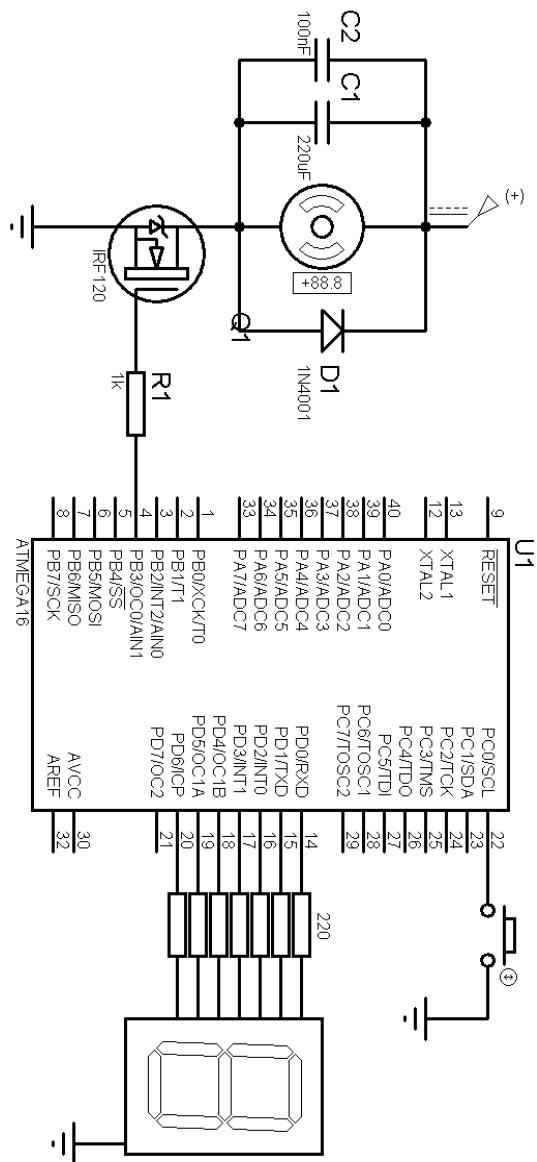 (+)
C2
100nF
C1
220uF
+88.8
D1
1N4001
Q1
IRF120
R1
1k
U1
9 RESET
13 XTAL1
12 XTAL2
40 PA0/ADC0
39 PA1/ADC1
38 PA2/ADC2
37 PA3/ADC3
36 PA4/ADC4
35 PA5/ADC5
34 PA6/ADC6
33 PA7/ADC7
1 PB0/XCK/T0
2 PB1/T1
3 PB2/INT2/AIN0
4 PB3/OC0/AIN1
5 PB4/SS
6 PB5/MOSI
7 PB6/MISO
8 PB7/SCK
PC0/SCL 22
PC1/SDA 23
PC2/TCK 24
PC3/TMS 25
PC4/TDO 26
PC5/TDI 27
PC6/TOSC1 28
PC7/TOSC2 29
PD0/RXD 14
PD1/TXD 15
PD2/INT0 16
PD3/INT1 17
PD4/OC1B 18
PD5/OC1A 19
PD6/ICP 20
PD7/OC2 21
AVCC 30
AREF 32
ATMEGA16
220